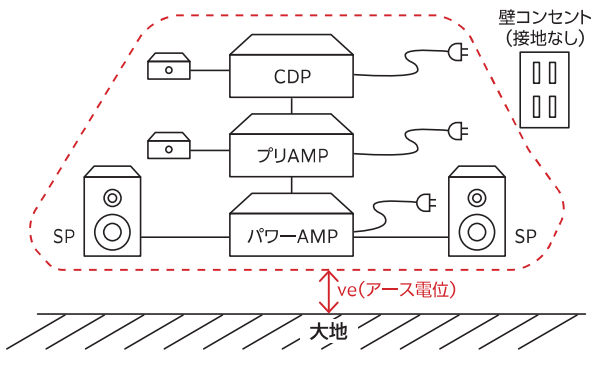 壁コンセント
(接地なし)
CDP
プリAMP
SP
パワーAMP
SP
ve(アース電位)
大地